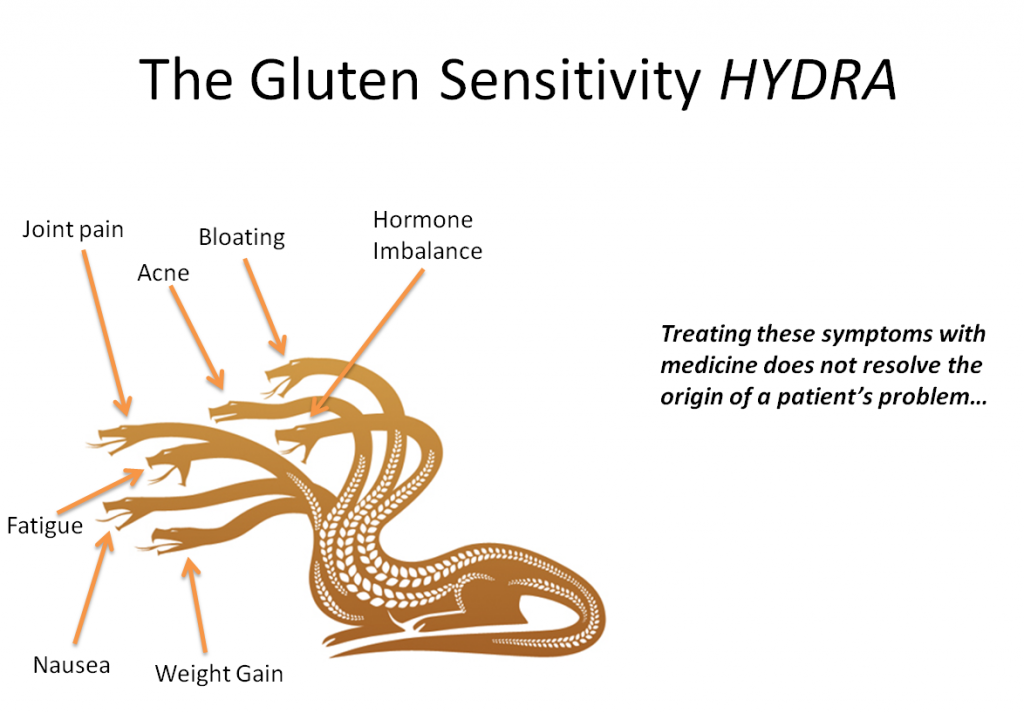 The Gluten Sensitivity HYDRA
Joint pain
Acne
Bloating
Hormone
Imbalance
Treating these symptoms with
medicine does not resolve the
origin of a patient’s problem…
Fatigue
Nausea
Weight Gain